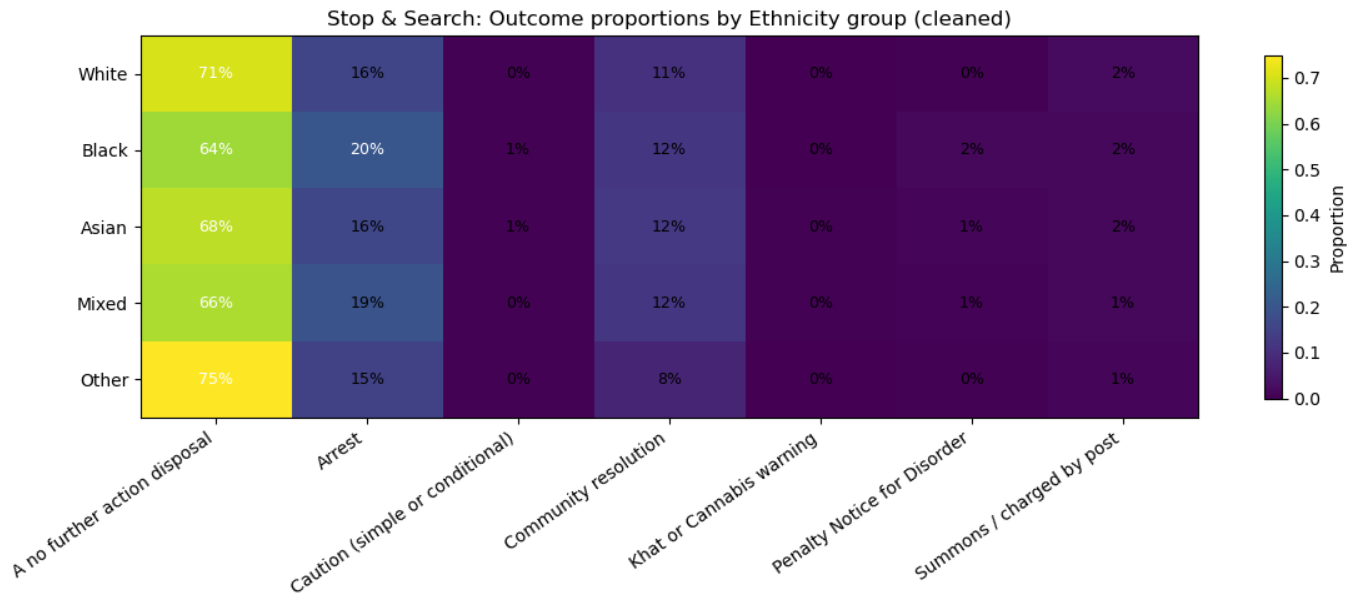 Stop & Search: Outcome proportions by Ethnicity group (cleaned)
White 71% 16% 0% 11% 0% 0% 2%
Black 64% 20% 1% 12% 0% 2% 2%
Asian 68% 16% 1% 12% 0% 1% 2%
Mixed 66% 19% 0% 12% 0% 1% 1%
Other 75% 15% 0% 8% 0% 0% 1%
A no further action disposal
Arrest
Caution (simple or conditional)
Community resolution
Khat or Cannabis warning
Penalty Notice for Disorder
Summons / charged by post
0.7
0.6
0.5
0.4
0.3
0.2
0.1
0.0
Proportion